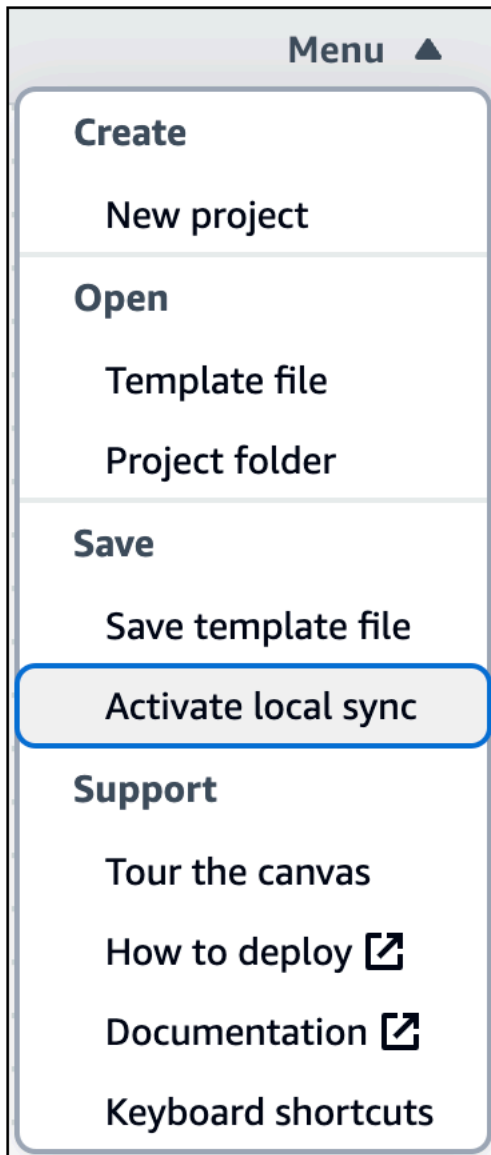 Menu
Create
New project
Open
Template file
Project folder
Save
Save template file
Activate local sync
Support
Tour the canvas
How to deploy
Documentation
Keyboard shortcuts